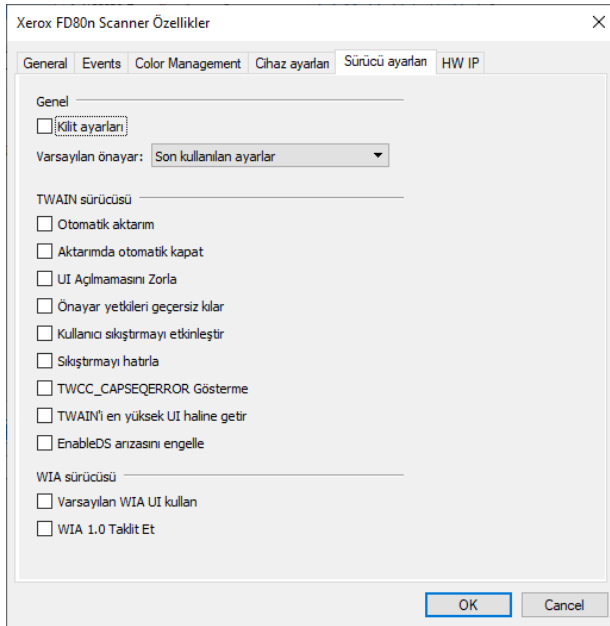 Xerox FD80n Scanner Özellikler
General Events Color Management Cihaz ayarları Sürücü ayarları HW IP
Genel
Kilit ayarları
Varsayılan önayar: Son kullanılan ayarlar
TWAIN sürücüsü
Otomatik aktarım
Aktarımda otomatik kapat
UI Açılmamasını Zorla
Önayar yetkileri geçersiz kılar
Kullanıcı sıkıştırmayı etkinleştir
Sıkıştırmayı hatırla
TWCC_CAPSEQERROR Gösterme
TWAIN'i en yüksek UI haline getir
EnableDS arızasını engelle
WIA sürücüsü
Varsayılan WIA UI kullan
WIA 1.0 Taklit Et
OK Cancel